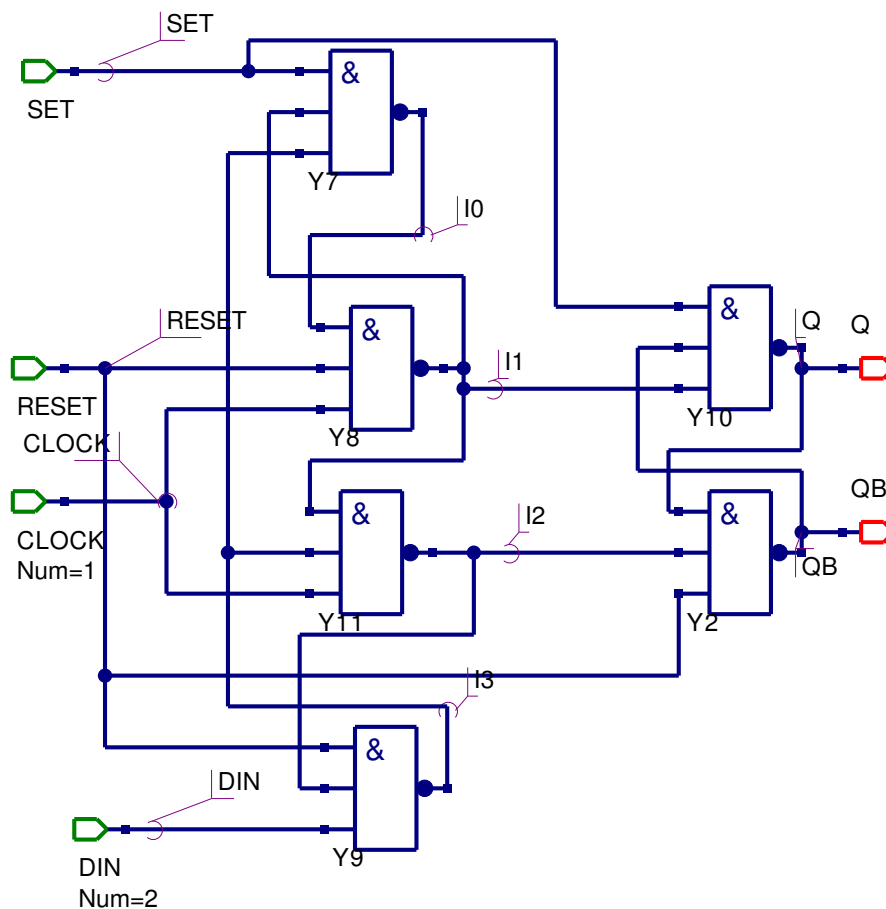 SET
&
SET
Y7
I0
&
RESET
&
Q
Q
I1
RESET
Y10
Y8
CLOCK
&
&
QB
I2
CLOCK
QB
Num=1
Y11
Y2
I3
&
DIN
Y9
DIN
Num=2